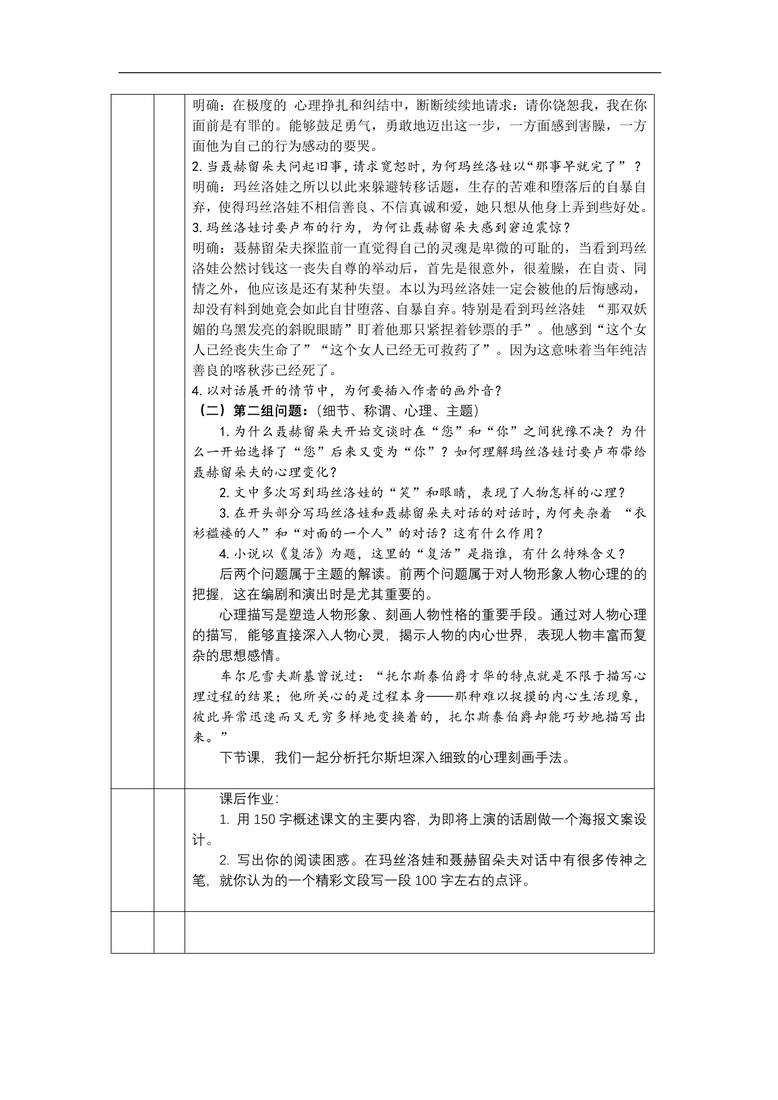 明确：在极度的 心理挣扎和纠结中，断断续续地请求：请你饶恕我，我在你
面前是有罪的。能够鼓足勇气，勇敢地迈出这一步，一方面感到害臊，一方
面他为自己的行为感动的要哭。
2.当聂赫留朵夫问起旧事，请求宽恕时，为何玛丝洛娃以“那事早就完了” ？
明确：玛丝洛娃之所以以此来躲避转移话题，生存的苦难和堕落后的自暴自
弃，使得玛丝洛娃不相信善良、不信真诚和爱，她只想从他身上弄到些好处。
3.玛丝洛娃讨要卢布的行为，为何让聂赫留朵夫感到窘迫震惊？
明确：聂赫留朵夫探监前一直觉得自己的灵魂是卑微的可耻的，当看到玛丝
洛娃公然讨钱这一丧失自尊的举动后，首先是很意外，很羞臊，在自责、同
情之外，他应该是还有某种失望。本以为玛丝洛娃一定会被他的后悔感动，
却没有料到她竟会如此自甘堕落、自暴自弃。特别是看到玛丝洛娃 “那双妖
媚的乌黑发亮的斜睨眼睛”盯着他那只紧捏着钞票的手”。他感到“这个女
人已经丧失生命了”“这个女人已经无可救药了”。因为这意味着当年纯洁
善良的喀秋莎已经死了。
4.以对话展开的情节中，为何要插入作者的画外音？
（二）第二组问题：（细节、称谓、心理、主题）
1.为什么聂赫留朵夫开始交谈时在“您”和“你”之间犹豫不决？为什
么一开始选择了“您”后来又变为“你”？如何理解玛丝洛娃讨要卢布带给
聂赫留朵夫的心理变化？
2.文中多次写到玛丝洛娃的“笑”和眼睛，表现了人物怎样的心理？
3.在开头部分写玛丝洛娃和聂赫留朵夫对话的对话时，为何夹杂着 “衣
衫褴褛的人”和“对面的一个人”的对话？这有什么作用？
4.小说以《复活》为题，这里的“复活”是指谁，有什么特殊含义？
后两个问题属于主题的解读。前两个问题属于对人物形象人物心理的的
把握，这在编剧和演出时是尤其重要的。
心理描写是塑造人物形象、刻画人物性格的重要手段。通过对人物心理
的描写，能够直接深入人物心灵，揭示人物的内心世界，表现人物丰富而复
杂的思想感情。
车尔尼雪夫斯基曾说过：“托尔斯泰伯爵才华的特点就是不限于描写心
理过程的结果；他所关心的是过程本身——那种难以捉摸的内心生活现象，
彼此异常迅速而又无穷多样地变换着的，托尔斯泰伯爵却能巧妙地描写出
来。”
下节课，我们一起分析托尔斯坦深入细致的心理刻画手法。
课后作业：
1. 用 150 字概述课文的主要内容，为即将上演的话剧做一个海报文案设
计。
2. 写出你的阅读困惑。在玛丝洛娃和聂赫留朵夫对话中有很多传神之
笔，就你认为的一个精彩文段写一段 100 字左右的点评。